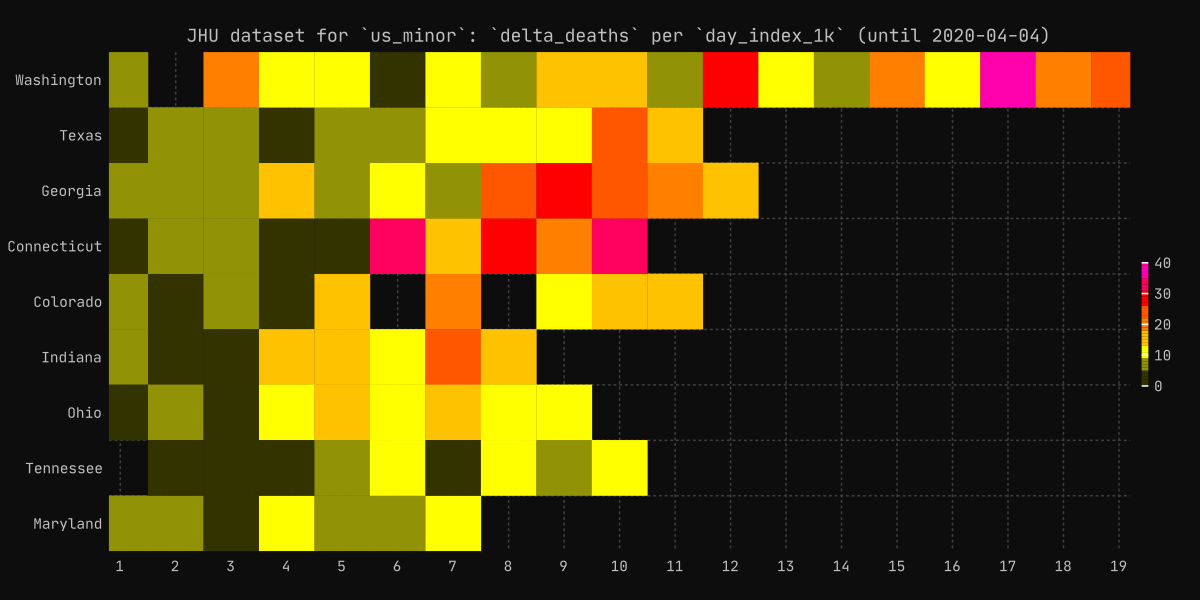 JHU dataset for `us_minor`: `delta_deaths` per `day_index_1k` (until 2020-04-04)
Washington
Texas
Georgia
Connecticut
Colorado
Indiana
Ohio
Tennessee
Maryland
1 2 3 4 5 6 7 8 9 10 11 12 13 14 15 16 17 18 19
40
30
20
10
0